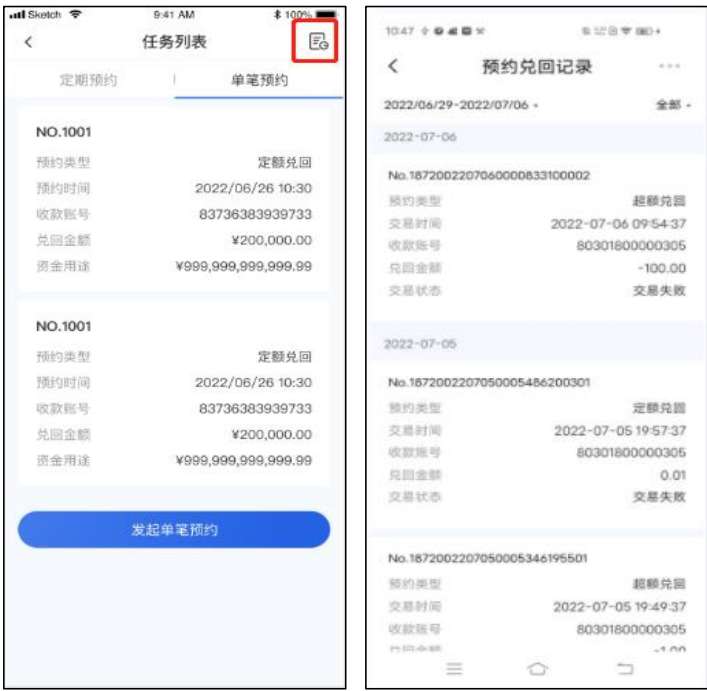 Sketch 9:41 AM 100%
任务列表
定期预约 单笔预约
NO.1001
预约类型 定额兑回
预约时间 2022/06/26 10:30
收款账号 83736383939733
兑回金额 ¥200,000.00
资金用途 ¥999,999,999,999.99
NO.1001
预约类型 定额兑回
预约时间 2022/06/26 10:30
收款账号 83736383939733
兑回金额 ¥200,000.00
资金用途 ¥999,999,999,999.99
发起单笔预约
10:47
预约兑回记录
2022/06/29-2022/07/06 全部
2022-07-06
No.1872002207060000833100002
预约类型 超额兑回
交易时间 2022-07-06 09:54:37
收款账号 80301800000305
兑回金额 -100.00
交易状态 交易失败
2022-07-05
No.1872002207050005486200301
预约类型 定额兑回
交易时间 2022-07-05 19:57:37
收款账号 80301800000305
兑回金额 0.01
交易状态 交易失败
No.1872002207050005346195501
预约类型 超额兑回
交易时间 2022-07-05 19:49:37
收款账号 80301800000305
兑回金额 -1.00